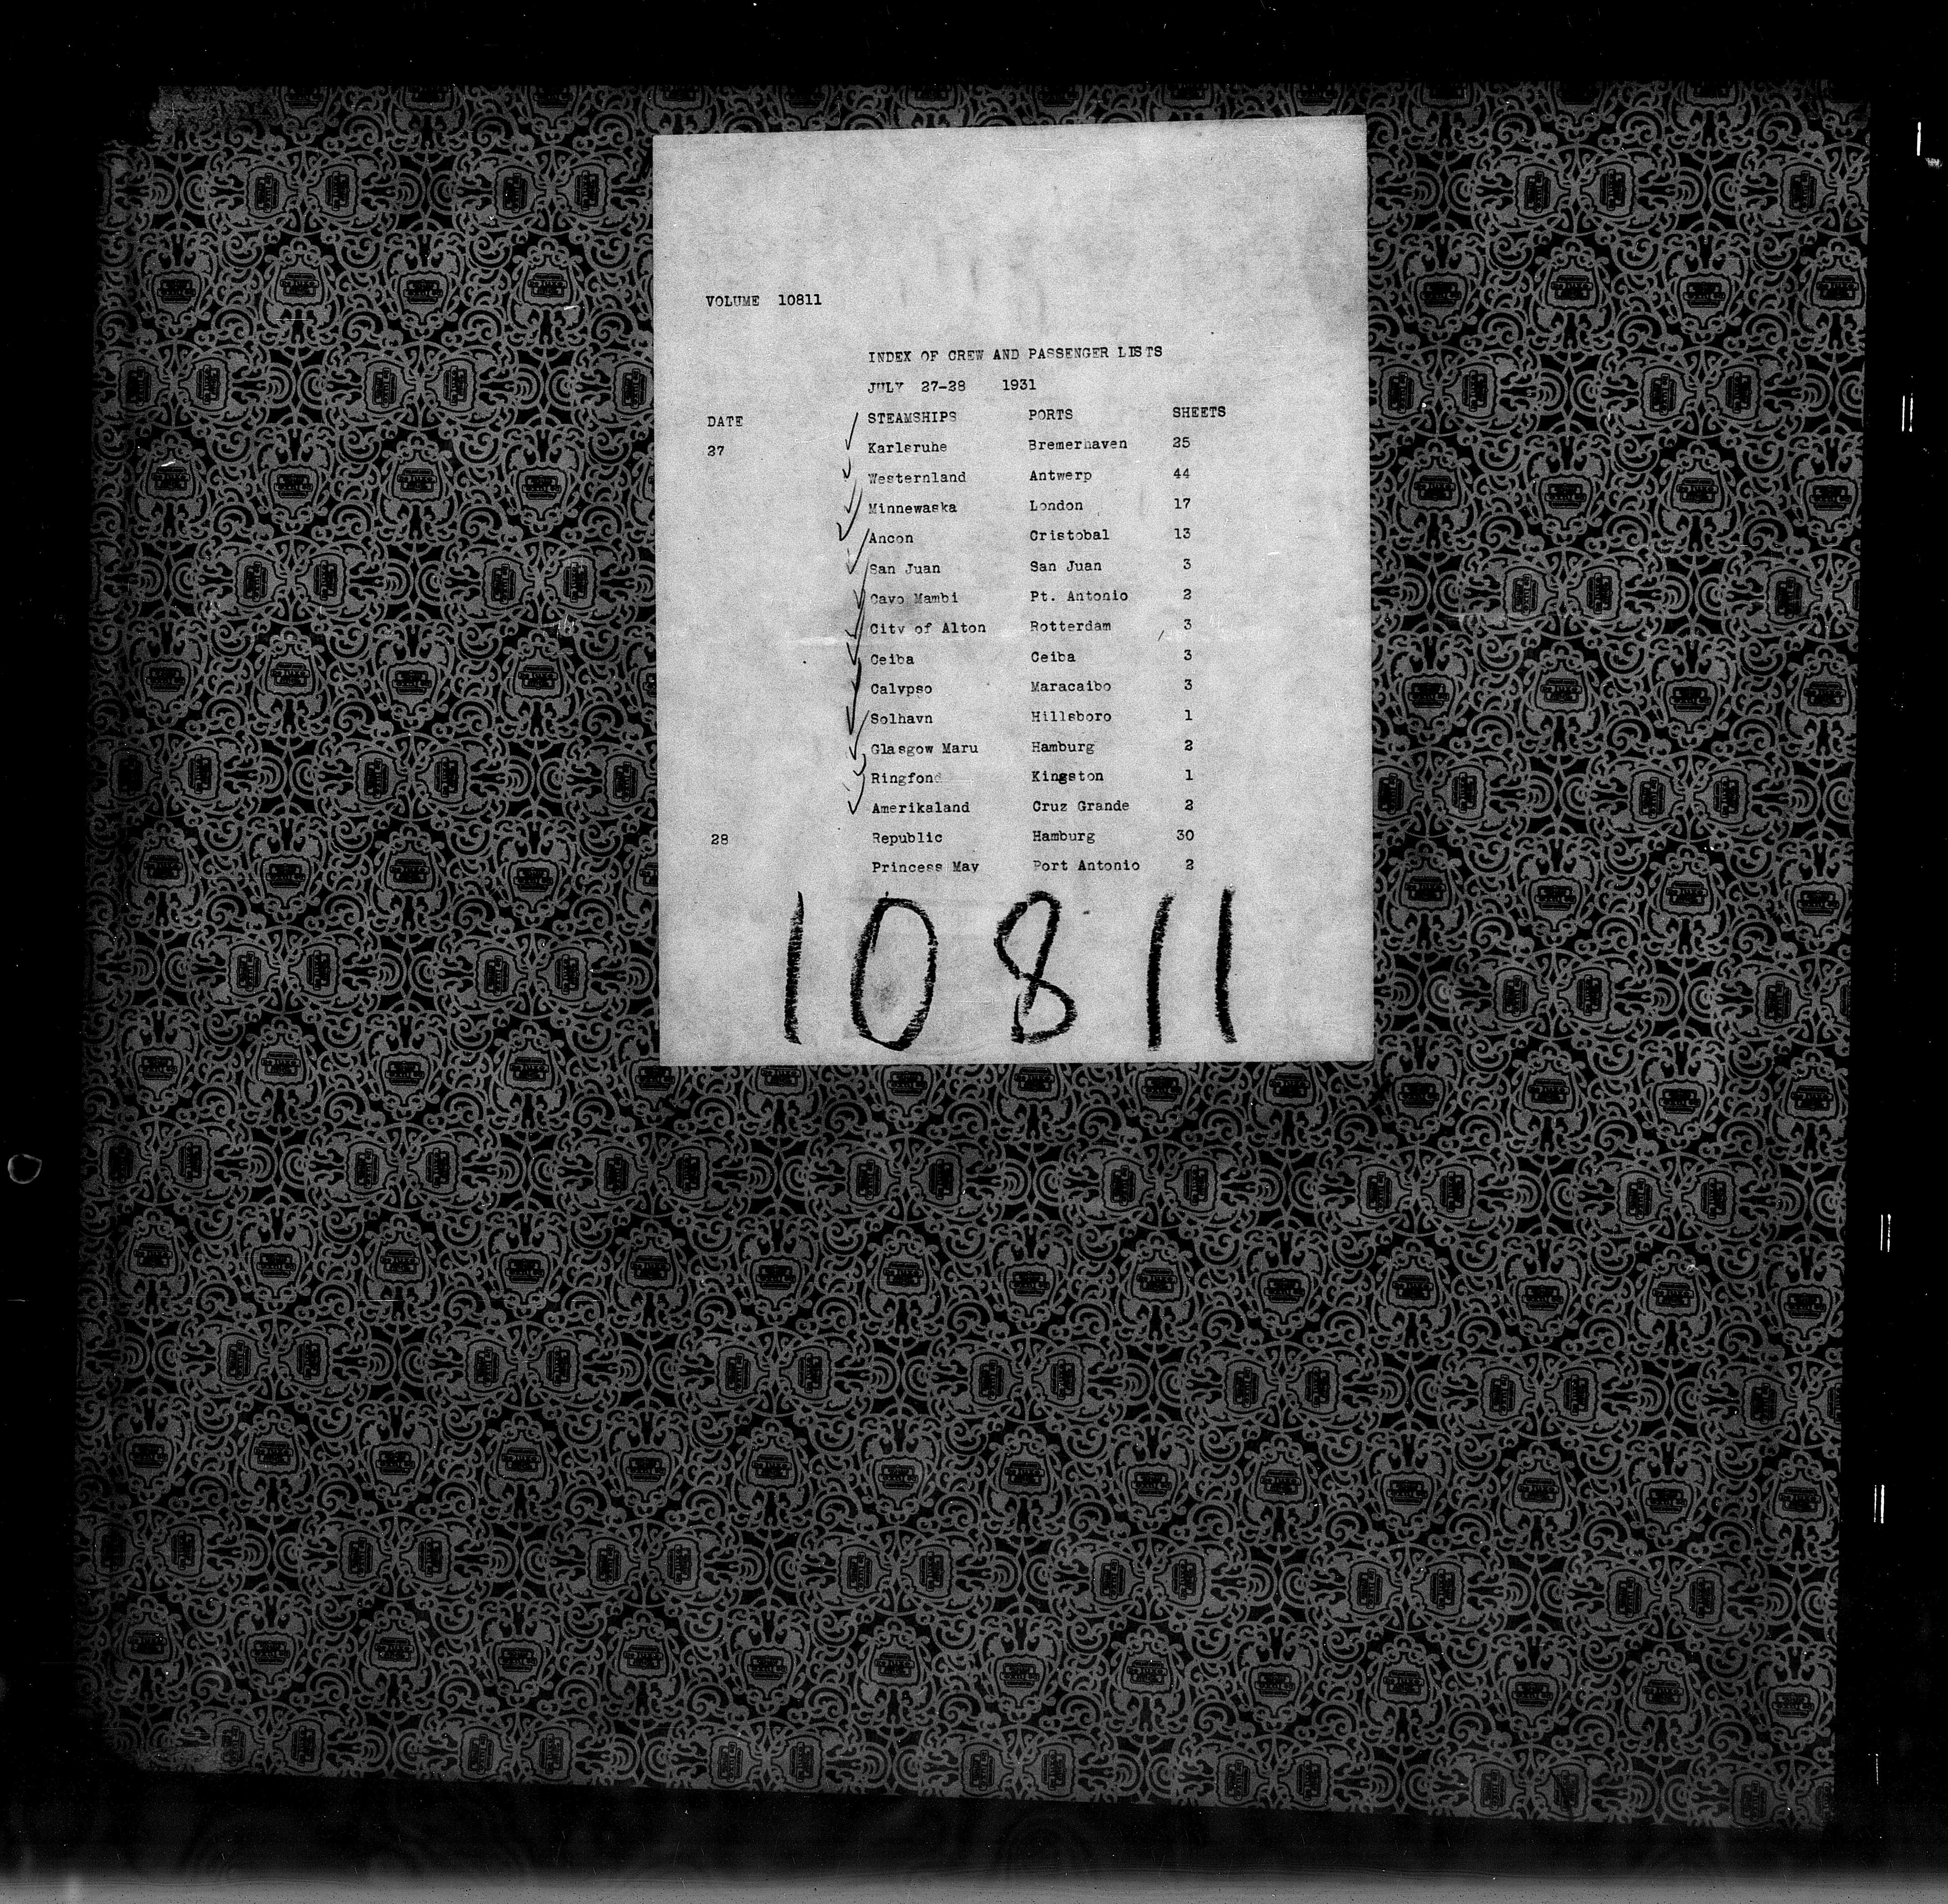 VOLUME 10811
INDEX OF CREW AND PASSENGER LISTS
JULY 27-28 1931
DATE STEAMSHIPS PORTS SHEETS
27 Karlsruhe Bremerhaven 25
Westernland Antwerp 44
Minnewaska London 17
Ancon Cristobal 13
San Juan San Juan 3
Cavo Mambi Pt. Antonio 2
City of Alton Rotterdam 3
Ceiba Ceiba 3
Calypso Maracaibo 3
Solhavn Hillsboro 1
Glasgow Maru Hamburg 2
Ringfond Kingston 1
Amerikaland Cruz Grande 2
28 Republic Hamburg 30
Princess May Port Antonio 2
10811